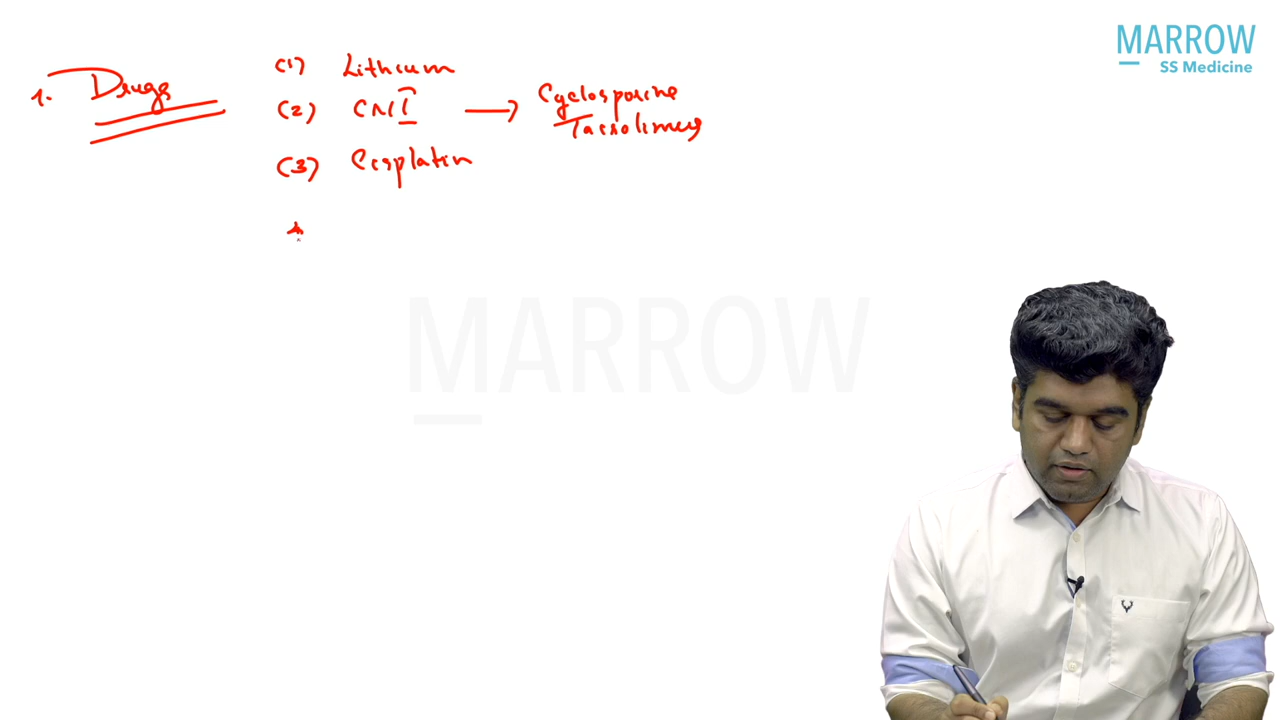 MARROW
SS Medicine
1. Drugs
(1) Lithium
(2) CNI → Cyclosporine
Tacrolimus
(3) Cisplatin
MARROW